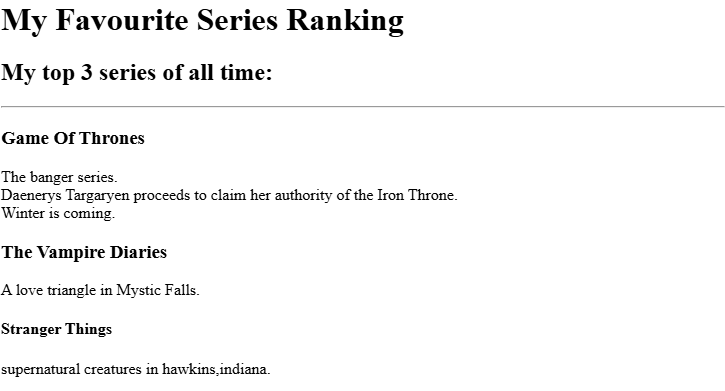 My Favourite Series Ranking
My top 3 series of all time:
Game Of Thrones
The banger series.
Daenerys Targaryen proceeds to claim her authority of the Iron Throne.
Winter is coming.
The Vampire Diaries
A love triangle in Mystic Falls.
Stranger Things
supernatural creatures in hawkins,indiana.